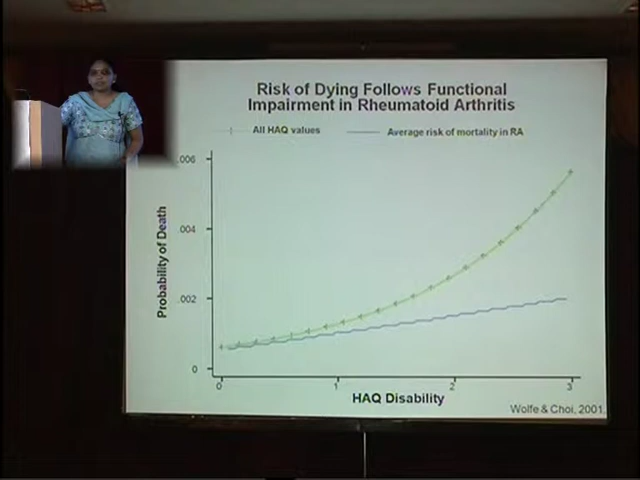 Risk of Dying Follows Functional
Impairment in Rheumatoid Arthritis
All HAQ values
Average risk of mortality in RA
.006
.004
.002
0
Probability of Death
0
1
2
3
HAQ Disability
Wolfe & Choi, 2001.